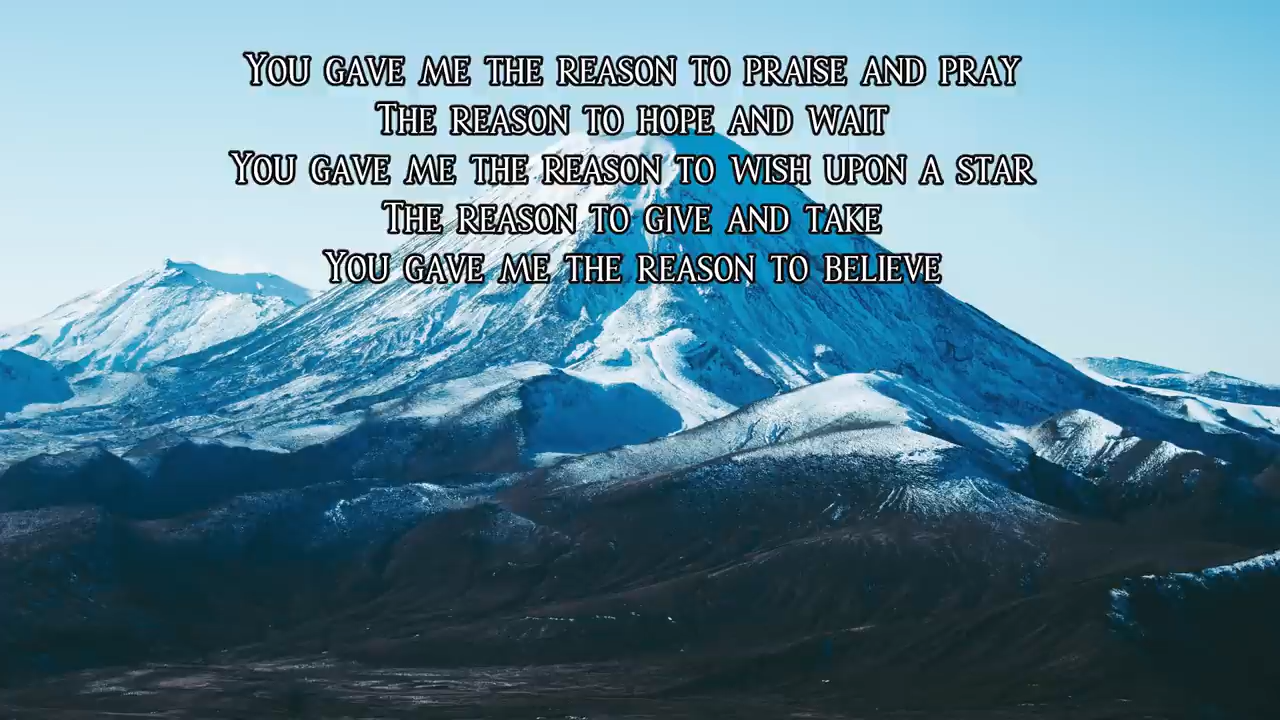 You gave me the reason to praise and pray
The reason to hope and wait
You gave me the reason to wish upon a star
The reason to give and take
You gave me the reason to believe